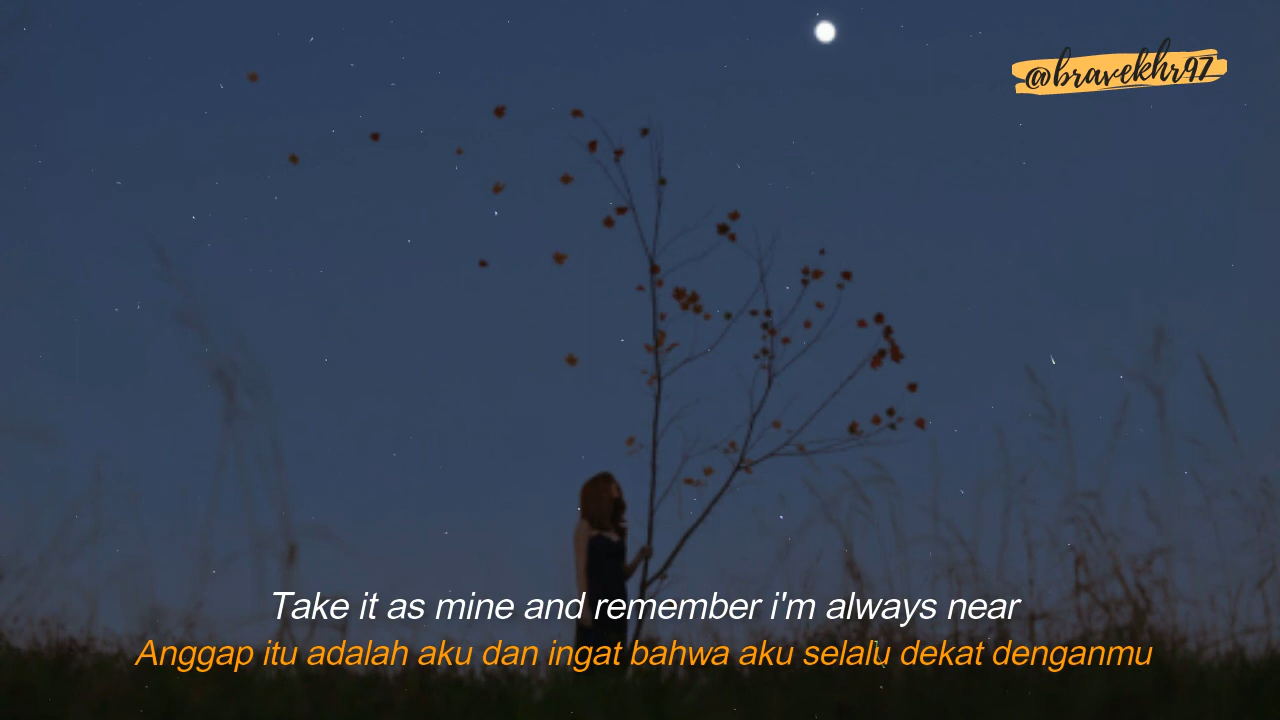 @bravekhr97
Take it as mine and remember i'm always near
Anggap itu adalah aku dan ingat bahwa aku selalu dekat denganmu